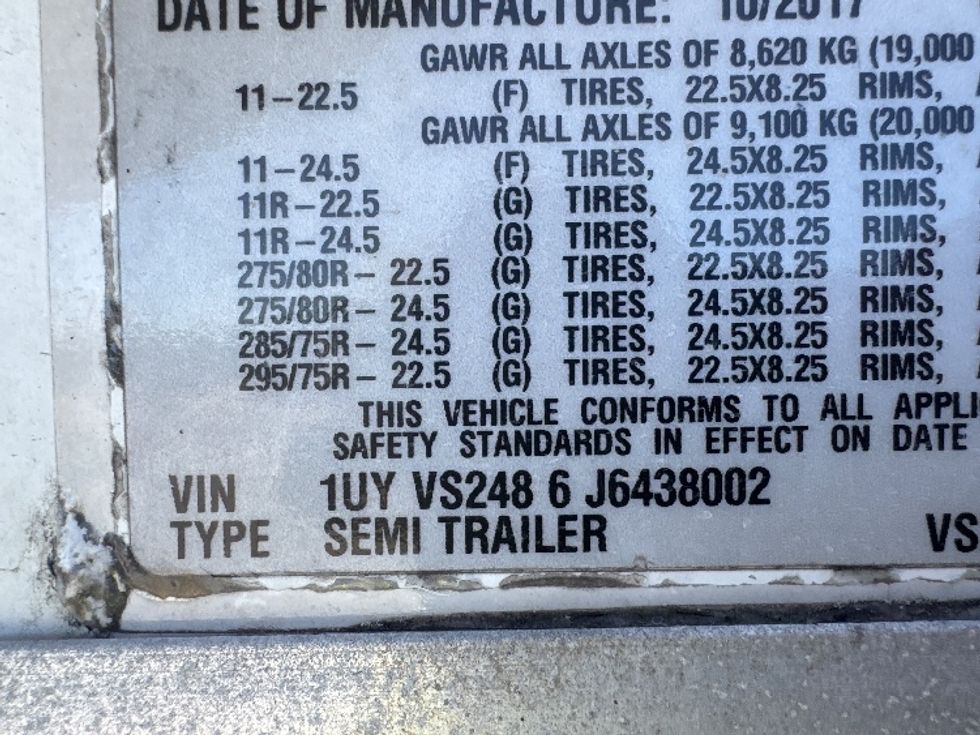 DATE OF MANUFACTURE: 10/2017
GAWR ALL AXLES OF 8,620 KG (19,000
11-22.5 (F) TIRES, 22.5X8.25 RIMS,
GAWR ALL AXLES OF 9,100 KG (20,000
11-24.5 (F) TIRES, 24.5X8.25 RIMS,
11R-22.5 (G) TIRES, 22.5X8.25 RIMS,
11R-24.5 (G) TIRES, 24.5X8.25 RIMS,
275/80R- 22.5 (G) TIRES, 22.5X8.25 RIMS,
275/80R- 24.5 (G) TIRES, 24.5X8.25 RIMS,
285/75R- 24.5 (G) TIRES, 24.5X8.25 RIMS,
295/75R- 22.5 (G) TIRES, 22.5X8.25 RIMS,
THIS VEHICLE CONFORMS TO ALL APPLI
SAFETY STANDARDS IN EFFECT ON DATE
VIN 1UY VS248 6 J6438002
TYPE SEMI TRAILER VS